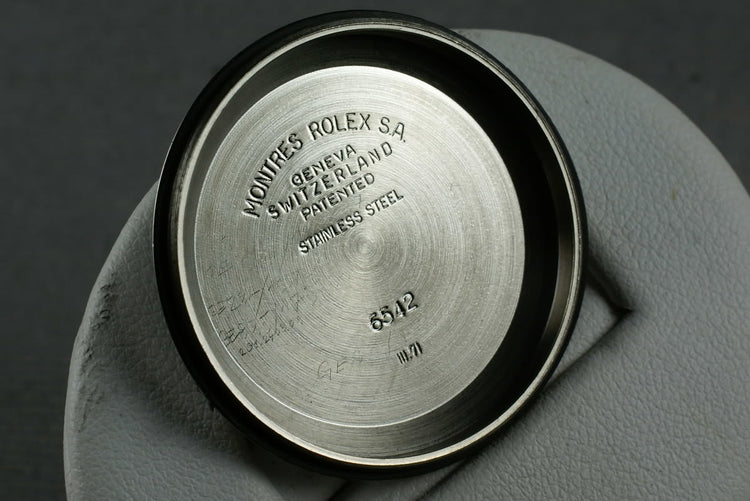 MONTRES ROLEX S.A.
GENEVA
SWITZERLAND
PATENTED
STAINLESS STEEL
6542
III.71